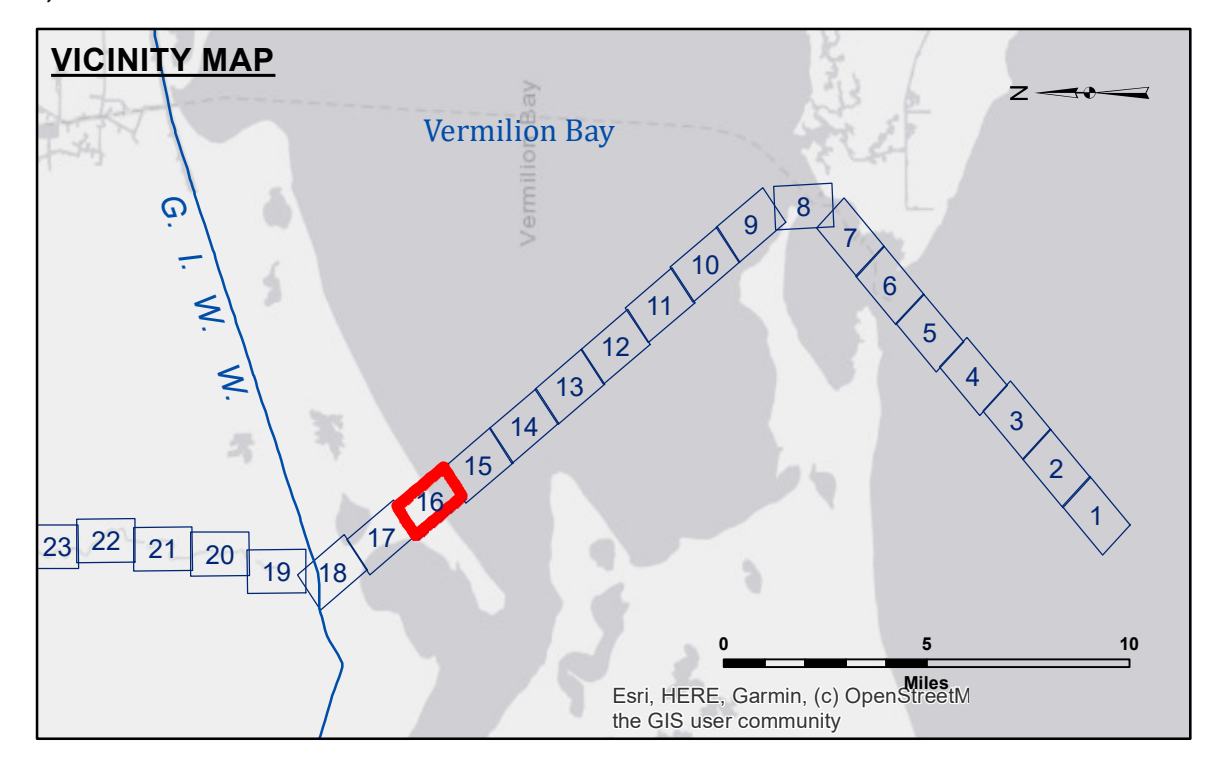 VICINITY MAP
N
Vermilion Bay
Vermilion Bay
G. I. W. W.
8
9
7
10
6
11
5
12
4
13
3
14
2
15
16
1
17
23
22
21
20
19
18
0 5 10
Miles
Esri, HERE, Garmin, (c) OpenStreetM
the GIS user community